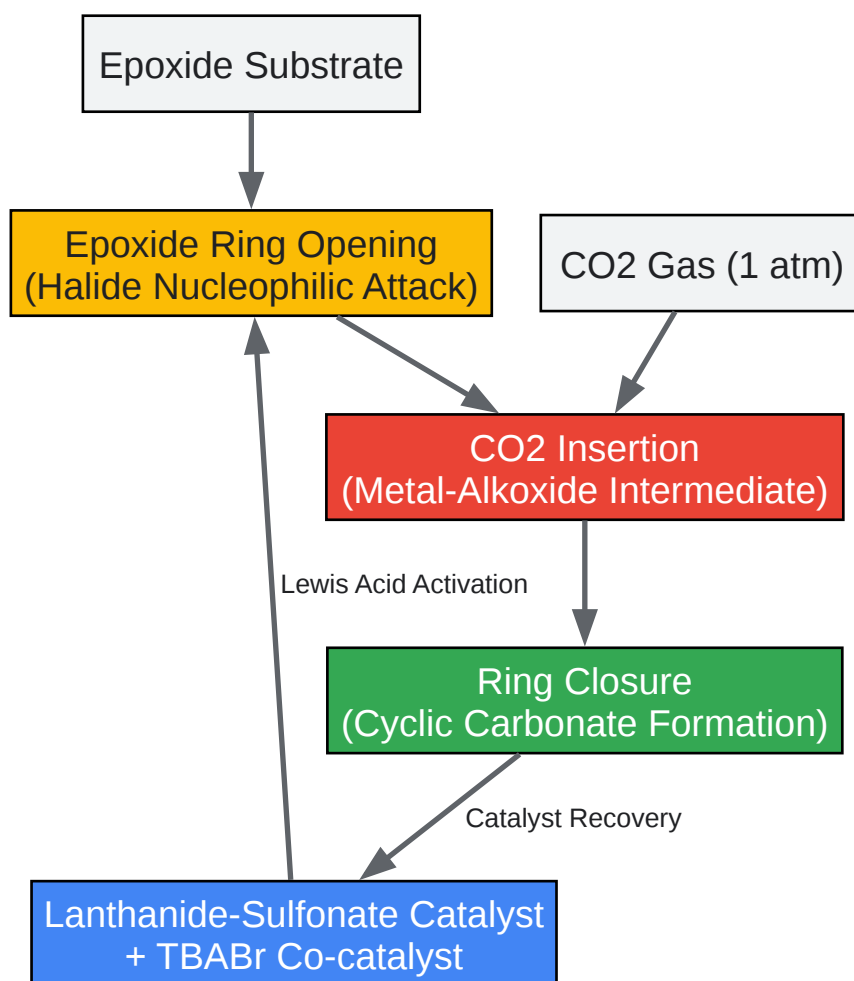 Epoxide Substrate
Epoxide Ring Opening
(Halide Nucleophilic Attack)
CO2 Gas (1 atm)
CO2 Insertion
(Metal-Alkoxide Intermediate)
Lewis Acid Activation
Ring Closure
(Cyclic Carbonate Formation)
Catalyst Recovery
Lanthanide-Sulfonate Catalyst
+ TBABr Co-catalyst